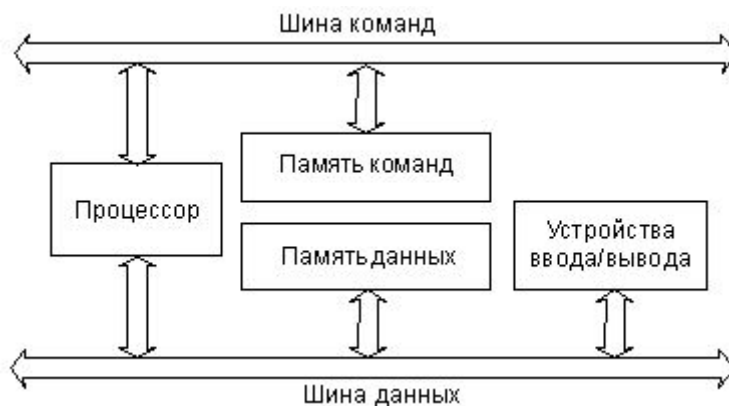 Шина команд
Память команд
Процессор
Память данных
Устройства
ввода/вывода
Шина данных